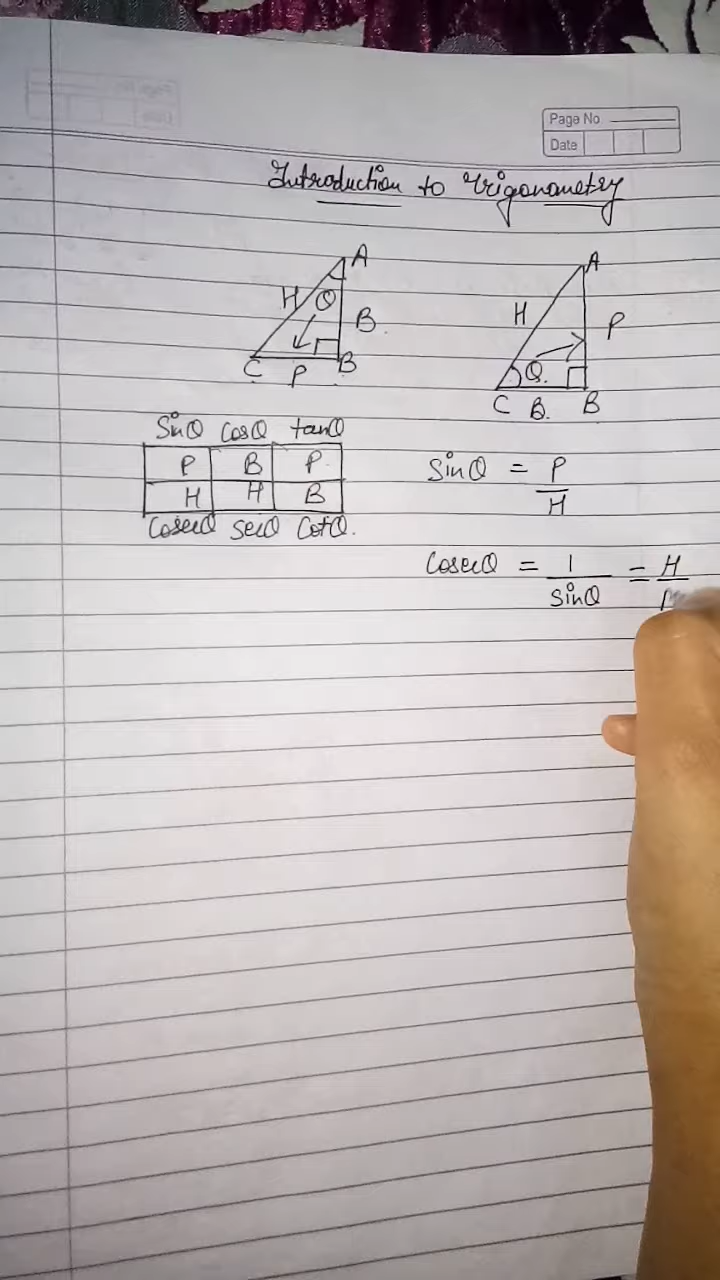 Page No
Date
Introduction to Trigonometry
A
H θ
B
C P B
A
H
P
θ
C B B
Sinθ Cosθ tanθ
P B P
H H B
Cosecθ Secθ Cotθ.
Sinθ = P
H
Cosecθ = 1 = H
Sinθ